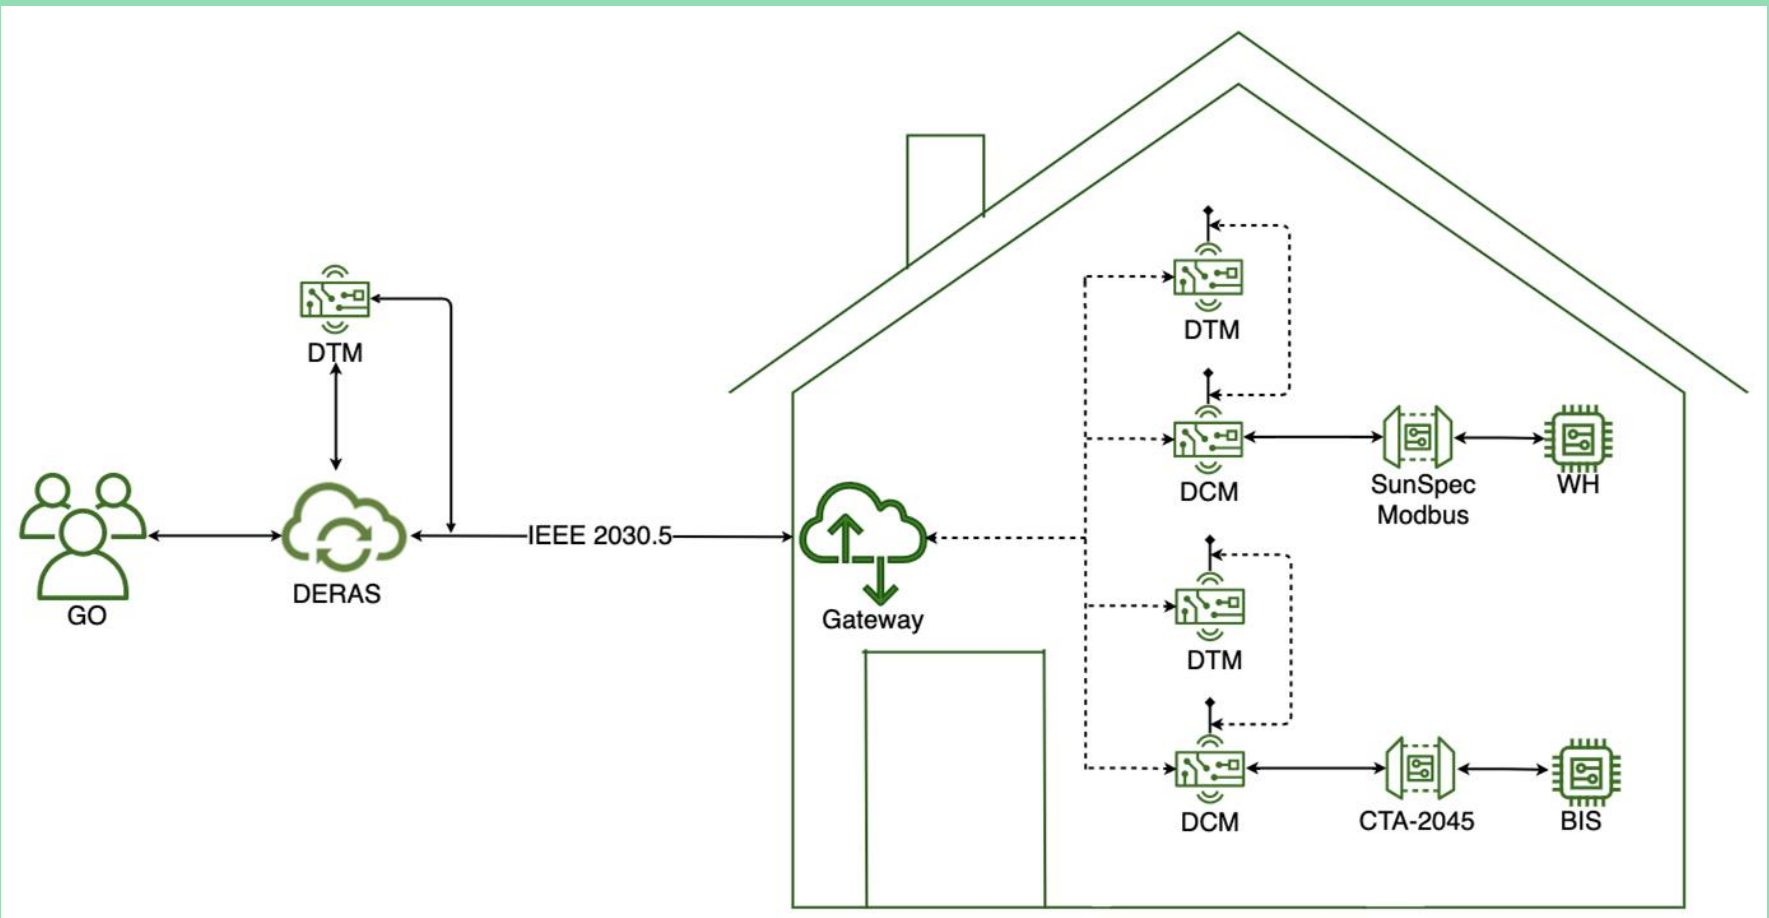 DTM
GO
DERAS
IEEE 2030.5
Gateway
DTM
DCM
SunSpec
Modbus
WH
DTM
DCM
CTA-2045
BIS